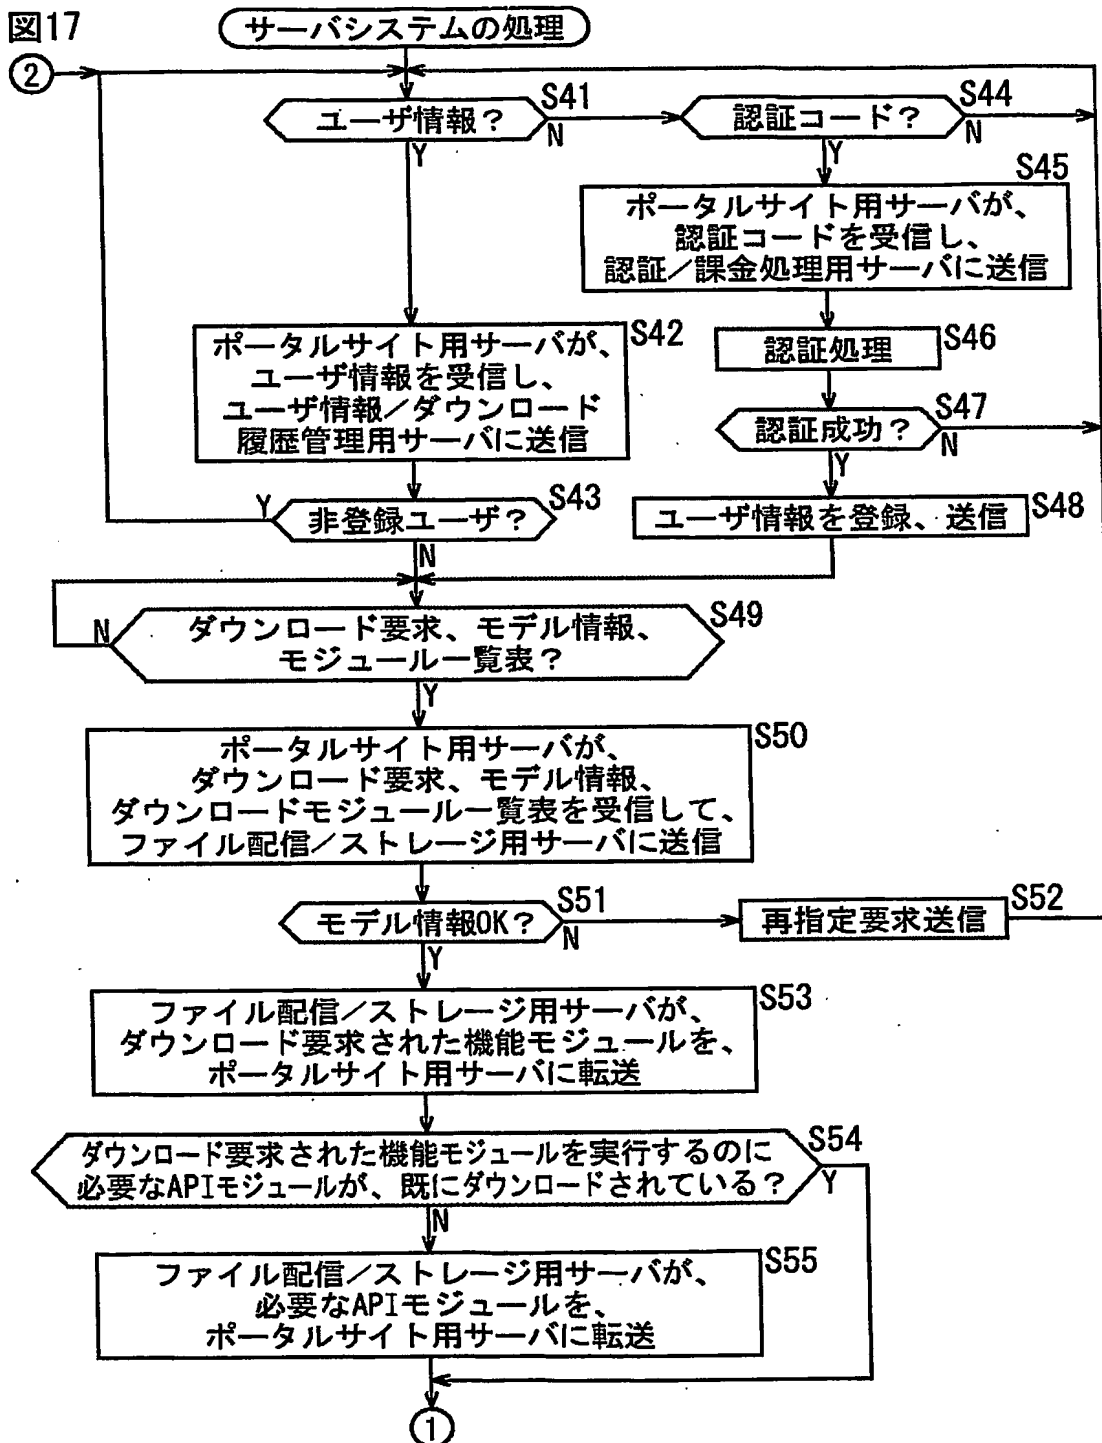 図17
サーバシステムの処理
②
ユーザ情報?
S41
Y
N
認証コード?
S44
Y
N
S45
ポータルサイト用サーバが、
認証コードを受信し、
認証/課金処理用サーバに送信
S42
ポータルサイト用サーバが、
ユーザ情報を受信し、
ユーザ情報/ダウンロード
履歴管理用サーバに送信
認証処理
S46
認証成功?
S47
Y
N
非登録ユーザ?
S43
Y
N
ユーザ情報を登録、送信
S48
ダウンロード要求、モデル情報、
モジュール一覧表?
S49
N
Y
ポータルサイト用サーバが、
ダウンロード要求、モデル情報、
ダウンロードモジュール一覧表を受信して、
ファイル配信/ストレージ用サーバに送信
S50
モデル情報OK?
S51
N
Y
再指定要求送信
S52
ファイル配信/ストレージ用サーバが、
ダウンロード要求された機能モジュールを、
ポータルサイト用サーバに転送
S53
ダウンロード要求された機能モジュールを実行するのに
必要なAPIモジュールが、既にダウンロードされている?
S54
Y
N
ファイル配信/ストレージ用サーバが、
必要なAPIモジュールを、
ポータルサイト用サーバに転送
S55
①